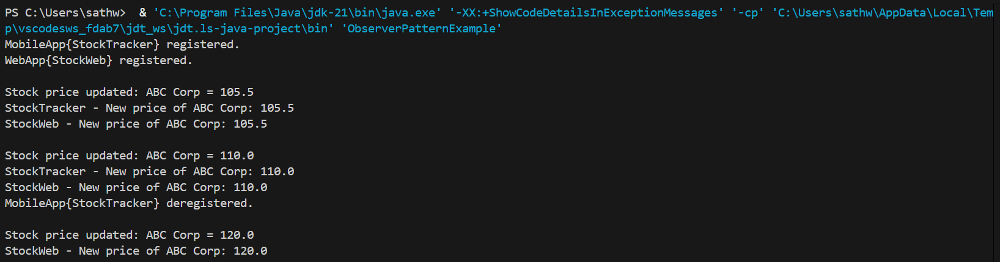 PS C:\Users\sathw>  & 'C:\Program Files\Java\jdk-21\bin\java.exe' '-XX:+ShowCodeDetailsInExceptionMessages' '-cp' 'C:\Users\sathw\AppData\Local\Tem
p\vscodesws_fdab7\jdt_ws\jdt.ls-java-project\bin' 'ObserverPatternExample'
MobileApp{StockTracker} registered.
WebApp{StockWeb} registered.

Stock price updated: ABC Corp = 105.5
StockTracker - New price of ABC Corp: 105.5
StockWeb - New price of ABC Corp: 105.5

Stock price updated: ABC Corp = 110.0
StockTracker - New price of ABC Corp: 110.0
StockWeb - New price of ABC Corp: 110.0
MobileApp{StockTracker} deregistered.

Stock price updated: ABC Corp = 120.0
StockWeb - New price of ABC Corp: 120.0